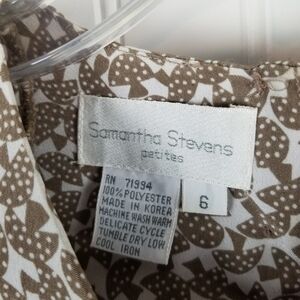 Samantha Stevens
petites
RN 71994
100% POLYESTER
MADE IN KOREA
MACHINE WASH WARM
DELICATE CYCLE
TUMBLE DRY LOW
COOL IRON
6